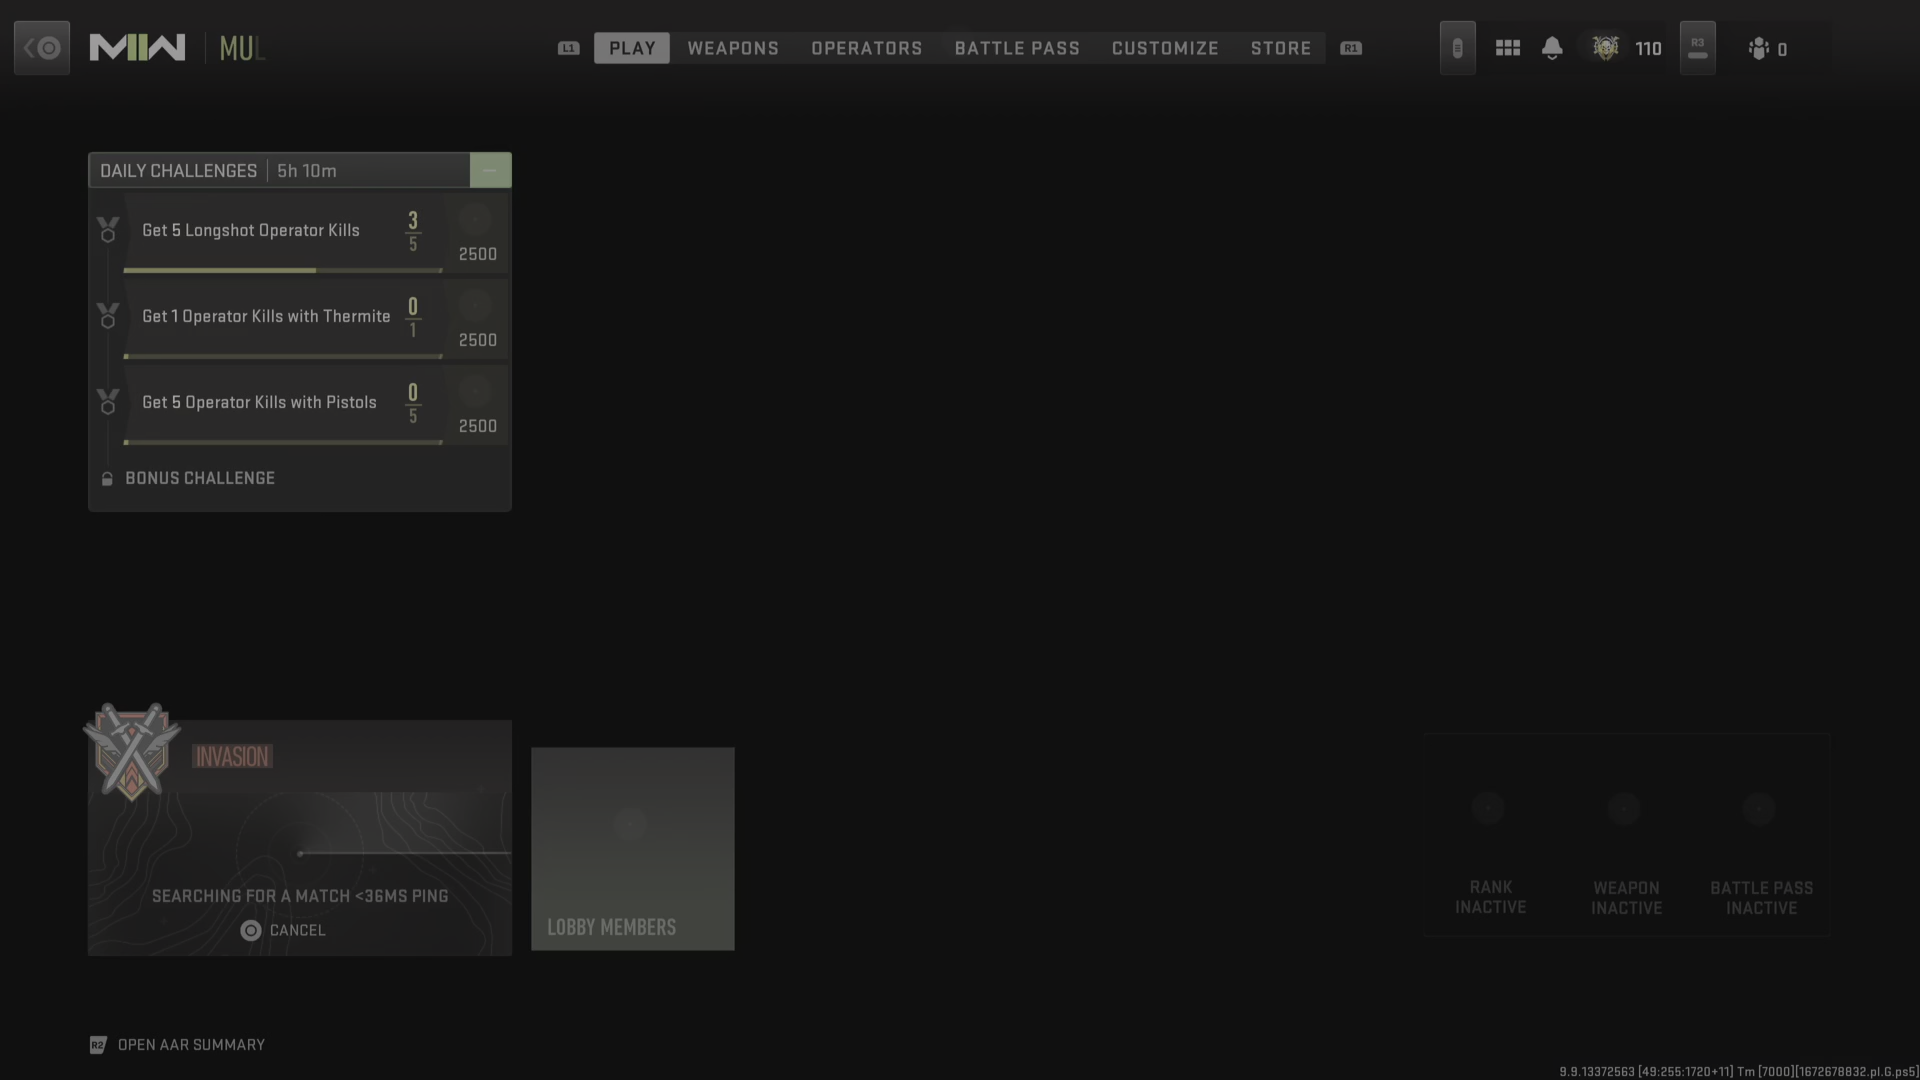 MWII MUL
L1 PLAY WEAPONS OPERATORS BATTLE PASS CUSTOMIZE STORE R1
110 R3 0
DAILY CHALLENGES 5h 10m
Get 5 Longshot Operator Kills 3/5 2500
Get 1 Operator Kills with Thermite 0/1 2500
Get 5 Operator Kills with Pistols 0/5 2500
BONUS CHALLENGE
INVASION
SEARCHING FOR A MATCH <36MS PING
CANCEL
LOBBY MEMBERS
RANK INACTIVE
WEAPON INACTIVE
BATTLE PASS INACTIVE
R2 OPEN AAR SUMMARY
9.9.13372563 [49:255:1720+11] Tm [7000][1672678832.pl.G.ps5]